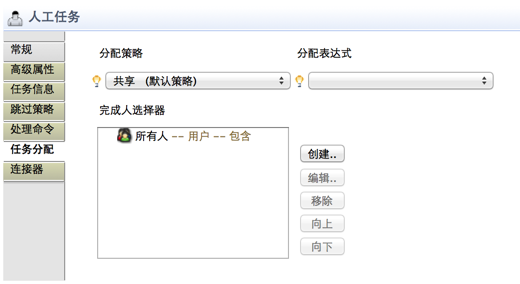 人工任务
常规
高级属性
任务信息
跳过策略
处理命令
任务分配
连接器
分配策略
分配表达式
共享 (默认策略)
完成人选择器
所有人 -- 用户 -- 包含
创建..
编辑..
移除
向上
向下